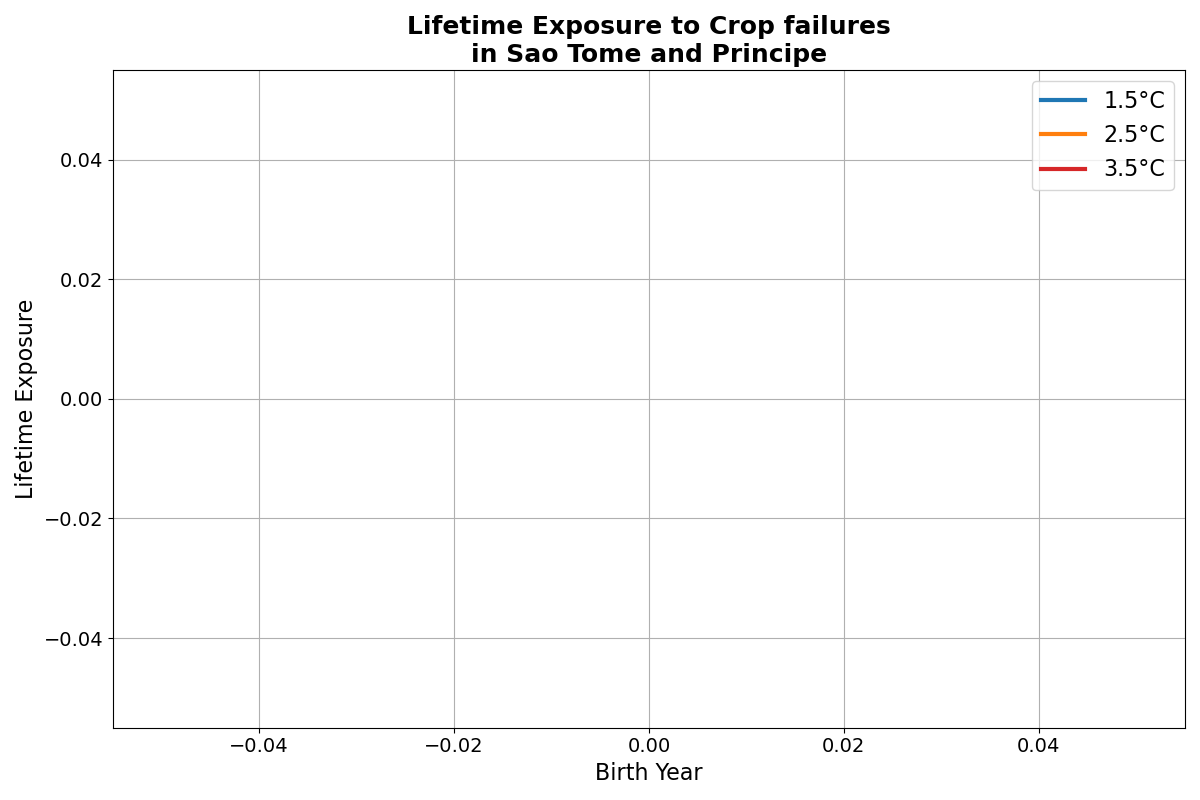 Lifetime Exposure to Crop failures
in Sao Tome and Principe
1.5°C
2.5°C
3.5°C
Lifetime Exposure
0.04
0.02
0.00
−0.02
−0.04
−0.04
−0.02
0.00
0.02
0.04
Birth Year